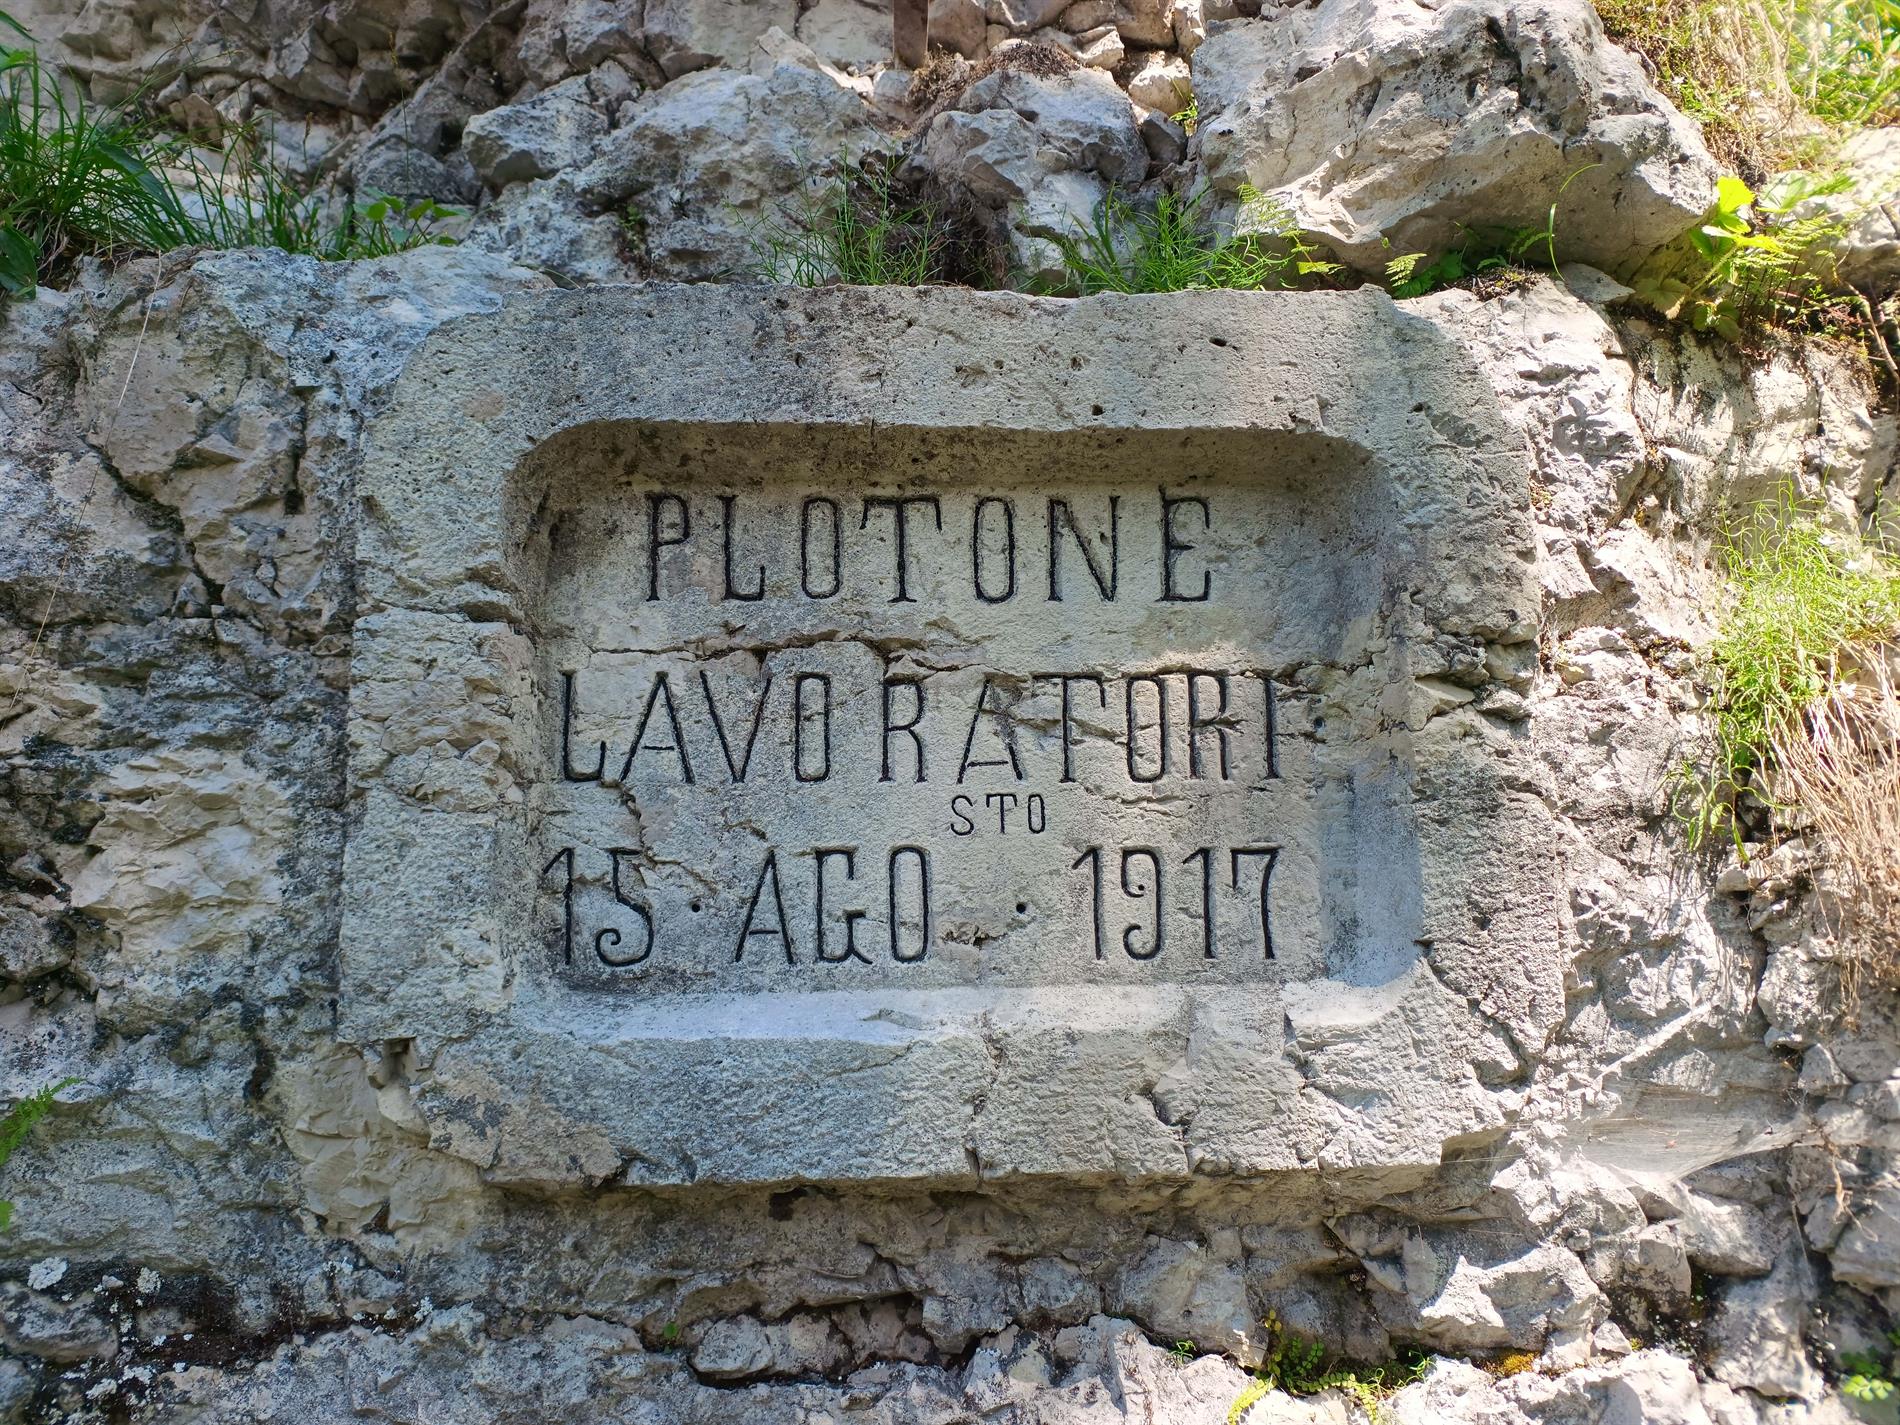 PLOTONE
LAVORATORI
15 · AGO STO · 1917